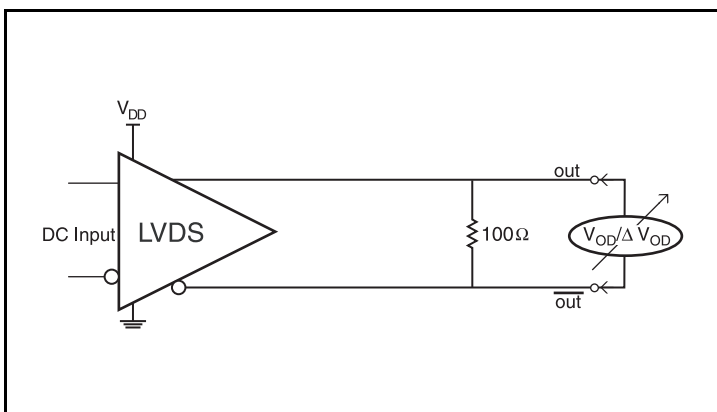 V_DD
out
DC Input
LVDS
100Ω
V_OD/Δ V_OD
out